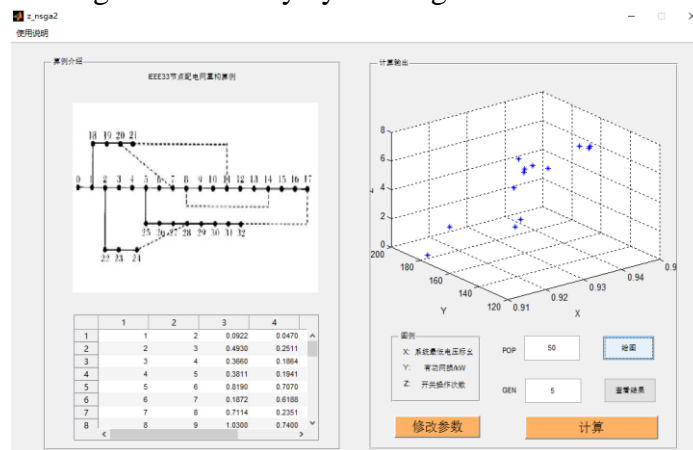 z_nsga2
使用说明
算例介绍
IEEE33节点配电网重构算例
18 19 20 21
0 1 2 3 4 5 6 7 8 9 10 11 12 13 14 15 16 17
25 26 27 28 29 30 31 32
22 23 24
1 2 3 4
1 1 2 0.0922 0.0470
2 2 3 0.4930 0.2511
3 3 4 0.3660 0.1864
4 4 5 0.3811 0.1941
5 5 6 0.8190 0.7070
6 6 7 0.1872 0.6188
7 7 8 0.7114 0.2351
8 8 9 1.0300 0.7400
计算输出
8
6
4
2
0
200
180
160
140
120
Y
0.91
0.92
0.93
0.94
0.9
X
图例
X: 系统最低电压标幺
Y: 有功网损/kW
Z: 开关操作次数
POP 50 绘图
GEN 5 查看结果
修改参数 计算